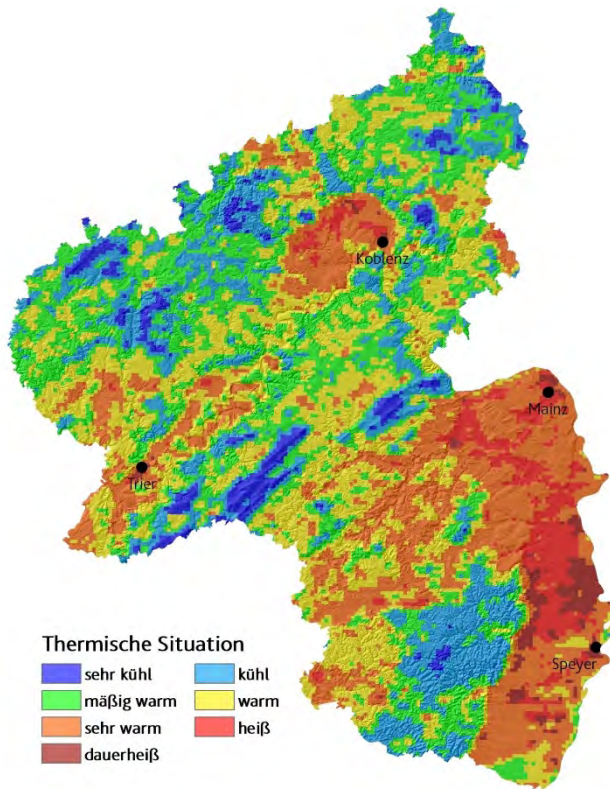 Koblenz
Mainz
Trier
Speyer
Thermische Situation
sehr kühl
kühl
mäßig warm
warm
sehr warm
heiß
dauerheiß